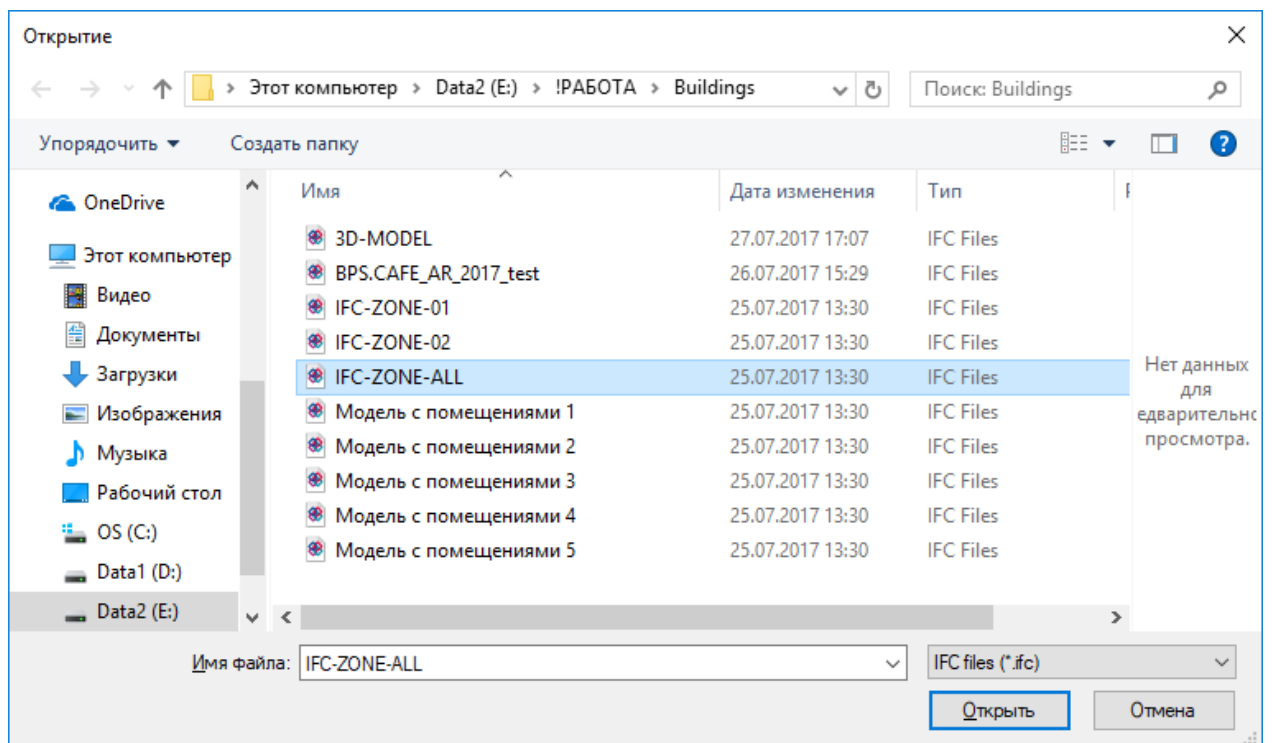 Открытие
Этот компьютер > Data2 (E:) > !РАБОТА > Buildings
Поиск: Buildings
Упорядочить
Создать папку
?
OneDrive
Этот компьютер
Видео
Документы
Загрузки
Изображения
Музыка
Рабочий стол
OS (C:)
Data1 (D:)
Data2 (E:)
Имя Дата изменения Тип
3D-MODEL 27.07.2017 17:07 IFC Files
BPS.CAFE_AR_2017_test 26.07.2017 15:29 IFC Files
IFC-ZONE-01 25.07.2017 13:30 IFC Files
IFC-ZONE-02 25.07.2017 13:30 IFC Files
IFC-ZONE-ALL 25.07.2017 13:30 IFC Files
Модель с помещениями 1 25.07.2017 13:30 IFC Files
Модель с помещениями 2 25.07.2017 13:30 IFC Files
Модель с помещениями 3 25.07.2017 13:30 IFC Files
Модель с помещениями 4 25.07.2017 13:30 IFC Files
Модель с помещениями 5 25.07.2017 13:30 IFC Files
Нет данных
для
едварительнс
просмотра.
Имя файла: IFC-ZONE-ALL
IFC files (*.ifc)
Открыть
Отмена